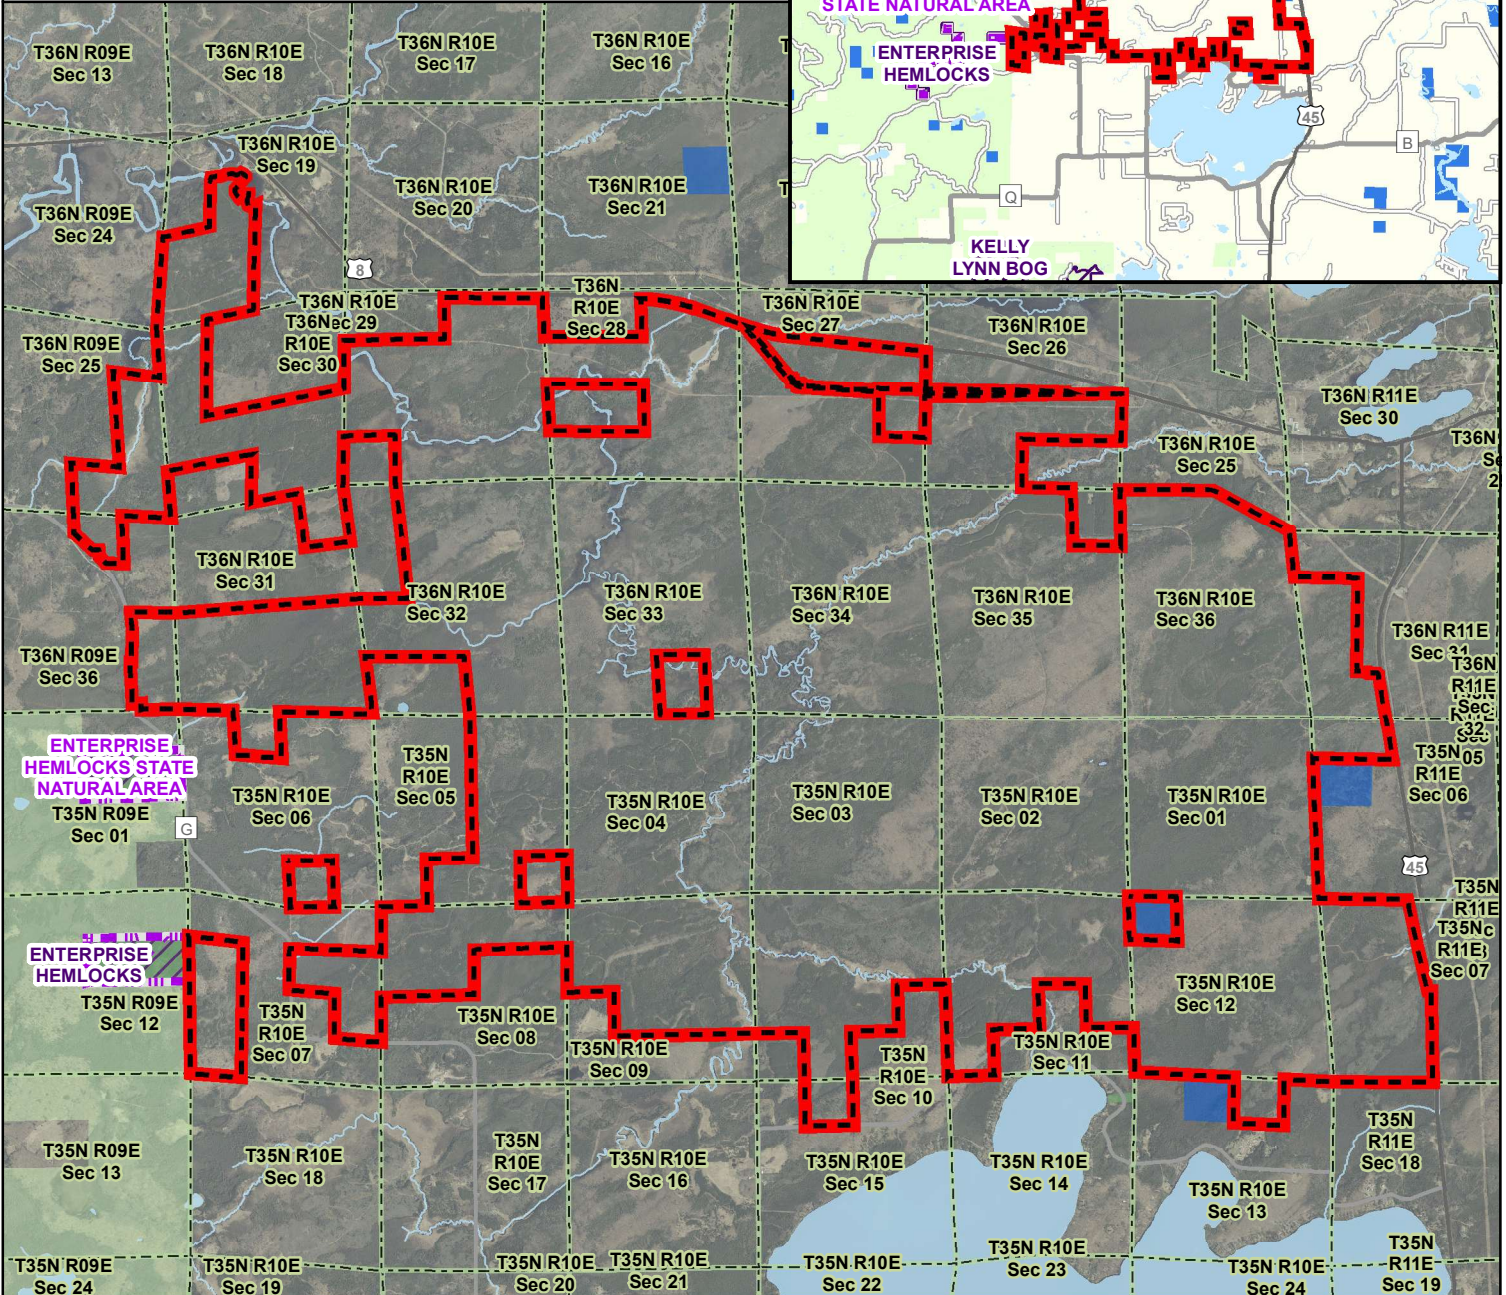 STATE NATURAL AREA
ENTERPRISE
HEMLOCKS
45
B
Q
KELLY
LYNN BOG
T36N R09E
Sec 13
T36N R10E
Sec 18
T36N R10E
Sec 17
T36N R10E
Sec 16
T36N R10E
Sec 19
T36N R10E
Sec 20
T36N R10E
Sec 21
T36N R09E
Sec 24
8
T36N R10E
Sec 29
T36N
R10E
Sec 30
T36N
R10E
Sec 28
T36N R10E
Sec 27
T36N R10E
Sec 26
T36N R09E
Sec 25
T36N R11E
Sec 30
T36N R10E
Sec 25
T36N
T36N R10E
Sec 31
T36N R10E
Sec 32
T36N R10E
Sec 33
T36N R10E
Sec 34
T36N R10E
Sec 35
T36N R10E
Sec 36
T36N R11E
Sec 31
T36N
R11E
Sec
32
T36N R09E
Sec 36
ENTERPRISE
HEMLOCKS STATE
NATURAL AREA
T35N R09E
Sec 01
G
T35N R10E
Sec 06
T35N
R10E
Sec 05
T35N R10E
Sec 04
T35N R10E
Sec 03
T35N R10E
Sec 02
T35N R10E
Sec 01
05
T35N
R11E
Sec 06
45
T35N
R11E
ENTERPRISE
HEMLOCKS
T35N R09E
Sec 12
T35N
R10E
Sec 07
T35N R10E
Sec 08
T35N R10E
Sec 09
T35N
R10E
Sec 10
T35N R10E
Sec 11
T35N R10E
Sec 12
T35N
R11E
Sec 07
T35N R09E
Sec 13
T35N R10E
Sec 18
T35N
R10E
Sec 17
T35N R10E
Sec 16
T35N R10E
Sec 15
T35N R10E
Sec 14
T35N R10E
Sec 13
T35N
R11E
Sec 18
T35N R09E
Sec 24
T35N R10E
Sec 19
T35N R10E
Sec 20
T35N R10E
Sec 21
T35N R10E
Sec 22
T35N R10E
Sec 23
T35N R10E
Sec 24
T35N
R11E
Sec 19